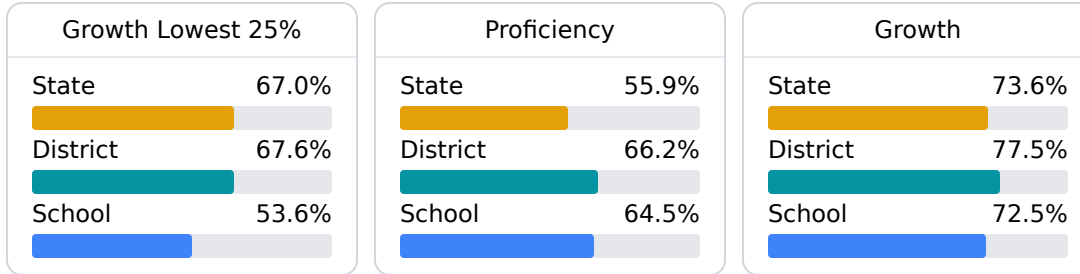 Growth Lowest 25%
State 67.0%
District 67.6%
School 53.6%
Proficiency
State 55.9%
District 66.2%
School 64.5%
Growth
State 73.6%
District 77.5%
School 72.5%